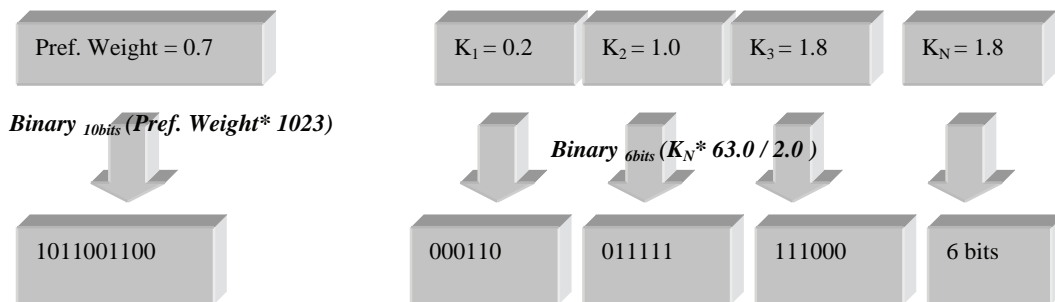 Pref. Weight = 0.7
K1 = 0.2
K2 = 1.0
K3 = 1.8
KN = 1.8
Binary 10bits (Pref. Weight* 1023)
Binary 6bits (KN* 63.0 / 2.0 )
1011001100
000110
011111
111000
6 bits